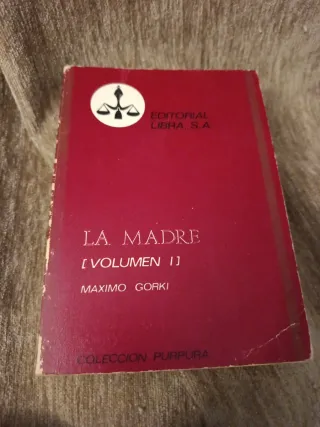 EDITORIAL
LIBRA, S.A.
LA MADRE
[VOLUMEN I]
MAXIMO GORKI
COLECCION PURPURA